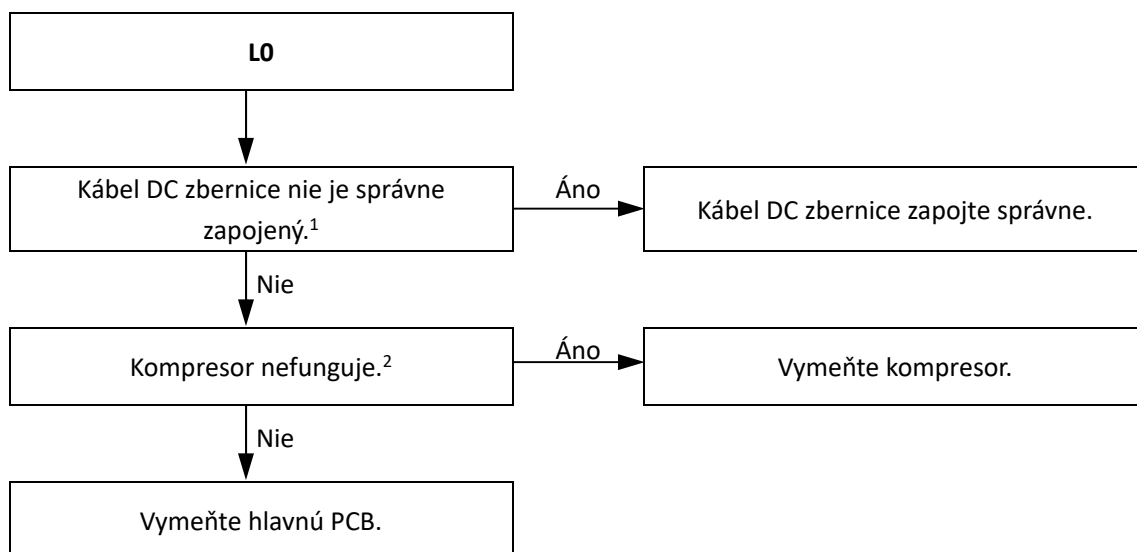 L0
Kábel DC zbernice nie je správne
zapojený.¹
Áno
Kábel DC zbernice zapojte správne.
Nie
Kompresor nefunguje.²
Áno
Vymeňte kompresor.
Nie
Vymeňte hlavnú PCB.